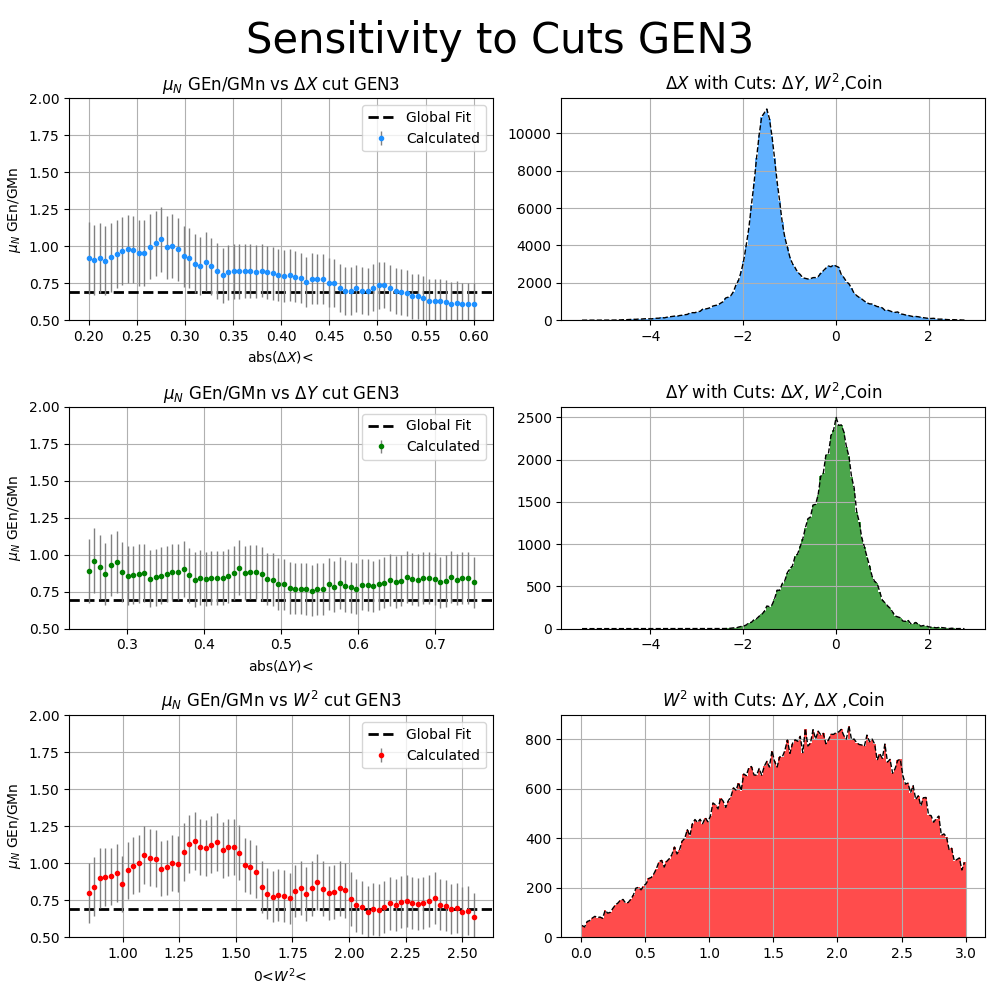 Sensitivity to Cuts GEN3
μN GEn/GMn vs ΔX cut GEN3
2.00
1.75
1.50
1.25
1.00
0.75
0.50
μN GEn/GMn
Global Fit
Calculated
0.20 0.25 0.30 0.35 0.40 0.45 0.50 0.55 0.60
abs(ΔX)<
ΔX with Cuts: ΔY, W²,Coin
10000
8000
6000
4000
2000
0
−4 −2 0 2
μN GEn/GMn vs ΔY cut GEN3
2.00
1.75
1.50
1.25
1.00
0.75
0.50
μN GEn/GMn
Global Fit
Calculated
0.3 0.4 0.5 0.6 0.7
abs(ΔY)<
ΔY with Cuts: ΔX, W²,Coin
2500
2000
1500
1000
500
0
−4 −2 0 2
μN GEn/GMn vs W² cut GEN3
2.00
1.75
1.50
1.25
1.00
0.75
0.50
μN GEn/GMn
Global Fit
Calculated
1.00 1.25 1.50 1.75 2.00 2.25 2.50
0<W²<
W² with Cuts: ΔY, ΔX ,Coin
800
600
400
200
0
0.0 0.5 1.0 1.5 2.0 2.5 3.0